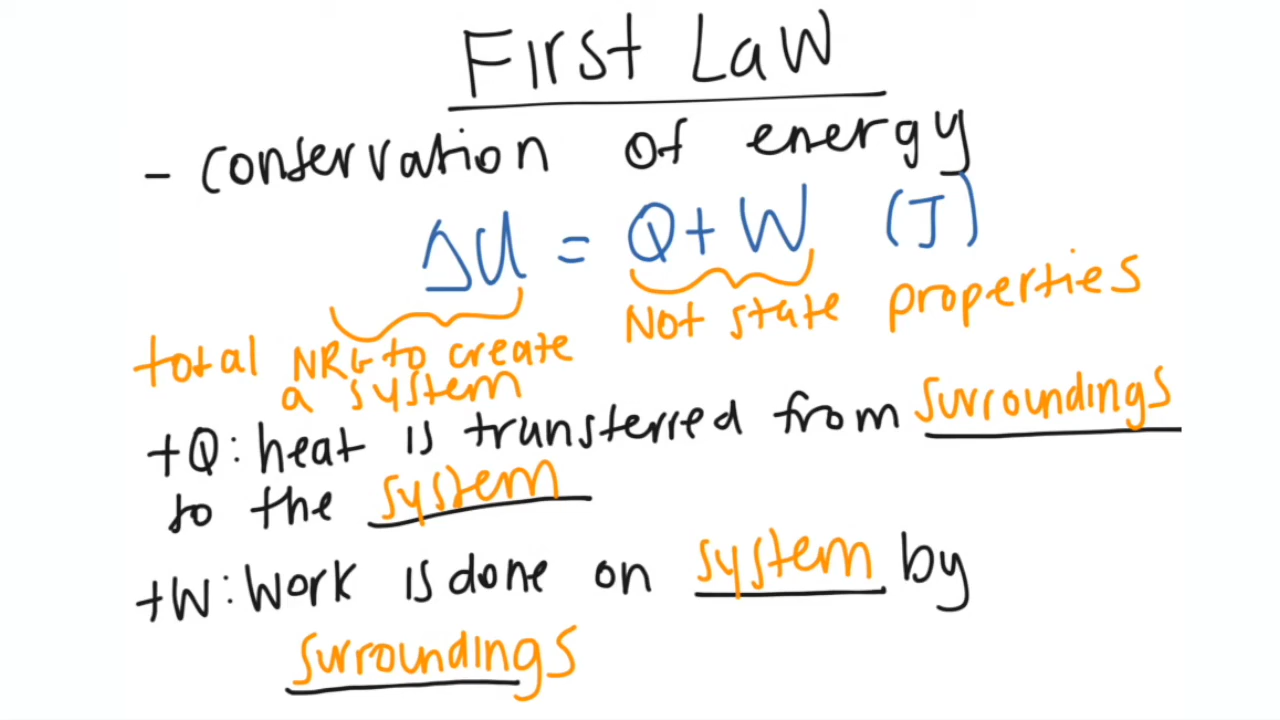 First Law
- conservation of energy
ΔU = Q + W (J)
total NRG to create
a system
Not state properties
+Q: heat is transferred from surroundings
to the system
+W: Work is done on system by
surroundings